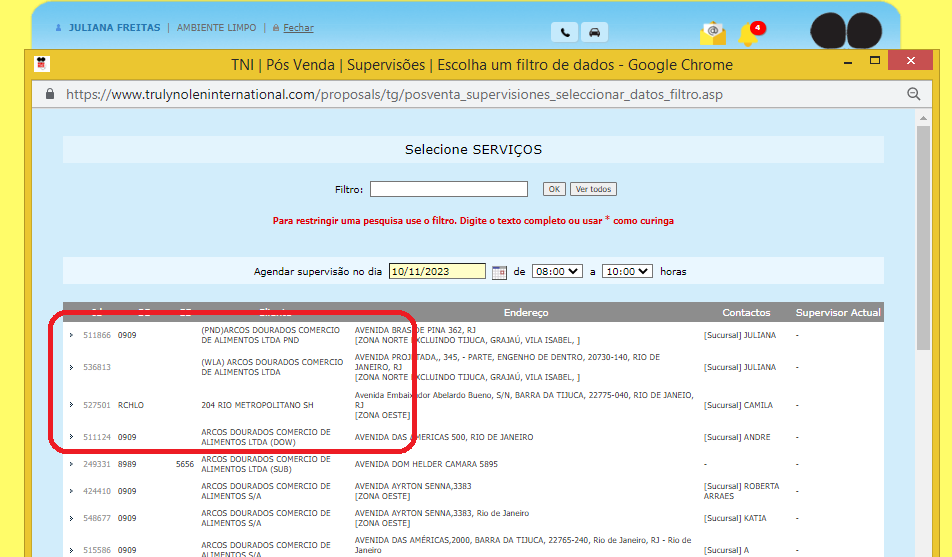 JULIANA FREITAS | AMBIENTE LIMPO | Fechar
@ 4
TNI | Pós Venda | Supervisões | Escolha um filtro de dados - Google Chrome
https://www.trulynoleninternational.com/proposals/tg/posventa_supervisiones_seleccionar_datos_filtro.asp
Selecione SERVIÇOS
Filtro: OK Ver todos
Para restringir uma pesquisa use o filtro. Digite o texto completo ou usar * como curinga
Agendar supervisão no dia 10/11/2023 de 08:00 a 10:00 horas
Endereço Contactos Supervisor Actual
511866 0909 (PND)ARCOS DOURADOS COMERCIO AVENIDA BRAS DE PINA 362, RJ [Sucursal] JULIANA -
DE ALIMENTOS LTDA PND [ZONA NORTE EXCLUINDO TIJUCA, GRAJAÚ, VILA ISABEL, ]
536813 (WLA) ARCOS DOURADOS COMERCIO AVENIDA PROJETADA,, 345, - PARTE, ENGENHO DE DENTRO, 20730-140, RIO DE [Sucursal] JULIANA -
DE ALIMENTOS LTDA JANEIRO, RJ
[ZONA NORTE EXCLUINDO TIJUCA, GRAJAÚ, VILA ISABEL, ]
527501 RCHLO 204 RIO METROPOLITANO SH Avenida Embaixador Abelardo Bueno, S/N, BARRA DA TIJUCA, 22775-040, RIO DE JANEIRO, [Sucursal] CAMILA -
RJ
[ZONA OESTE]
511124 0909 ARCOS DOURADOS COMERCIO DE AVENIDA DAS AMERICAS 500, RIO DE JANEIRO [Sucursal] ANDRE -
ALIMENTOS LTDA (DOW)
249331 8989 5656 ARCOS DOURADOS COMERCIO DE AVENIDA DOM HELDER CAMARA 5895 - -
ALIMENTOS LTDA (SUB)
424410 0909 ARCOS DOURADOS COMERCIO DE AVENIDA AYRTON SENNA,3383 [Sucursal] ROBERTA -
ALIMENTOS S/A [ZONA OESTE] ARRAES
548677 0909 ARCOS DOURADOS COMERCIO DE AVENIDA AYRTON SENNA,3383, Rio de Janeiro [Sucursal] KATIA -
ALIMENTOS S/A [ZONA OESTE]
515586 0909 ARCOS DOURADOS COMERCIO DE AVENIDA DAS AMÉRICAS,2000, BARRA DA TIJUCA, 22765-240, Rio de Janeiro, RJ - Rio de [Sucursal] A -
ALIMENTOS S/A Janeiro